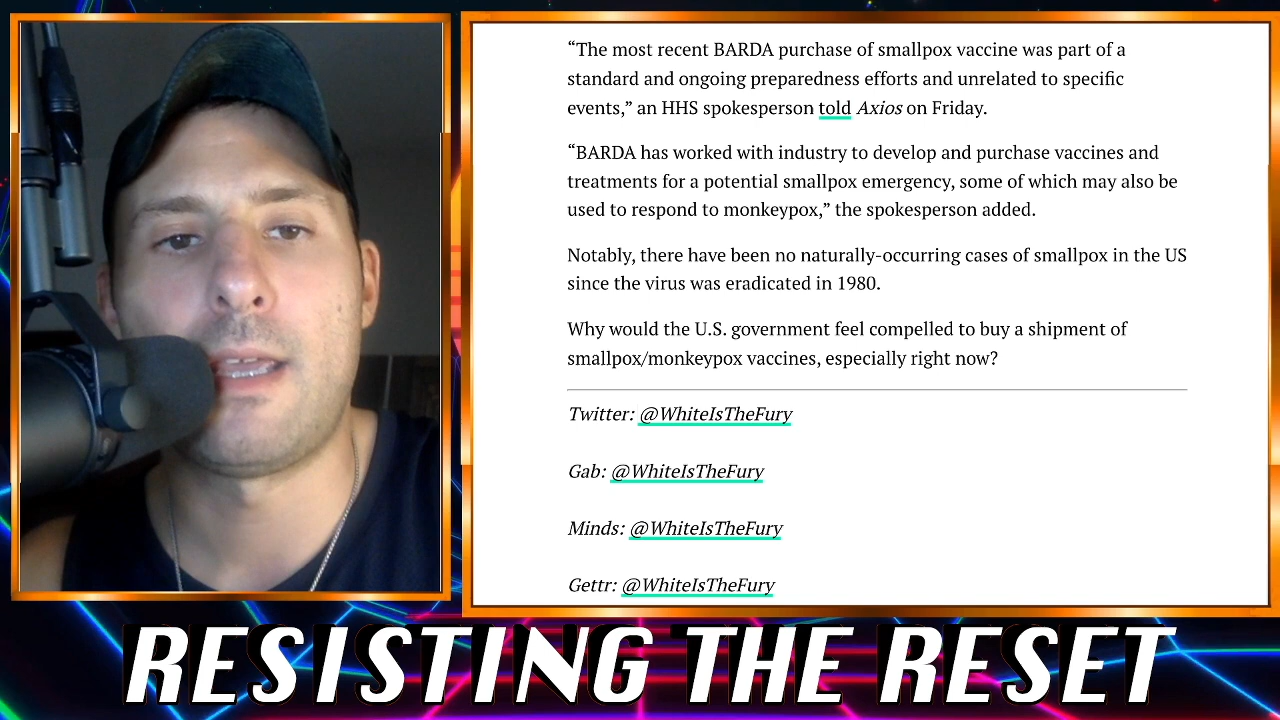 “The most recent BARDA purchase of smallpox vaccine was part of a
standard and ongoing preparedness efforts and unrelated to specific
events,” an HHS spokesperson told Axios on Friday.
“BARDA has worked with industry to develop and purchase vaccines and
treatments for a potential smallpox emergency, some of which may also be
used to respond to monkeypox,” the spokesperson added.
Notably, there have been no naturally-occurring cases of smallpox in the US
since the virus was eradicated in 1980.
Why would the U.S. government feel compelled to buy a shipment of
smallpox/monkeypox vaccines, especially right now?
Twitter: @WhiteIsTheFury
Gab: @WhiteIsTheFury
Minds: @WhiteIsTheFury
Gettr: @WhiteIsTheFury
RESISTING THE RESET